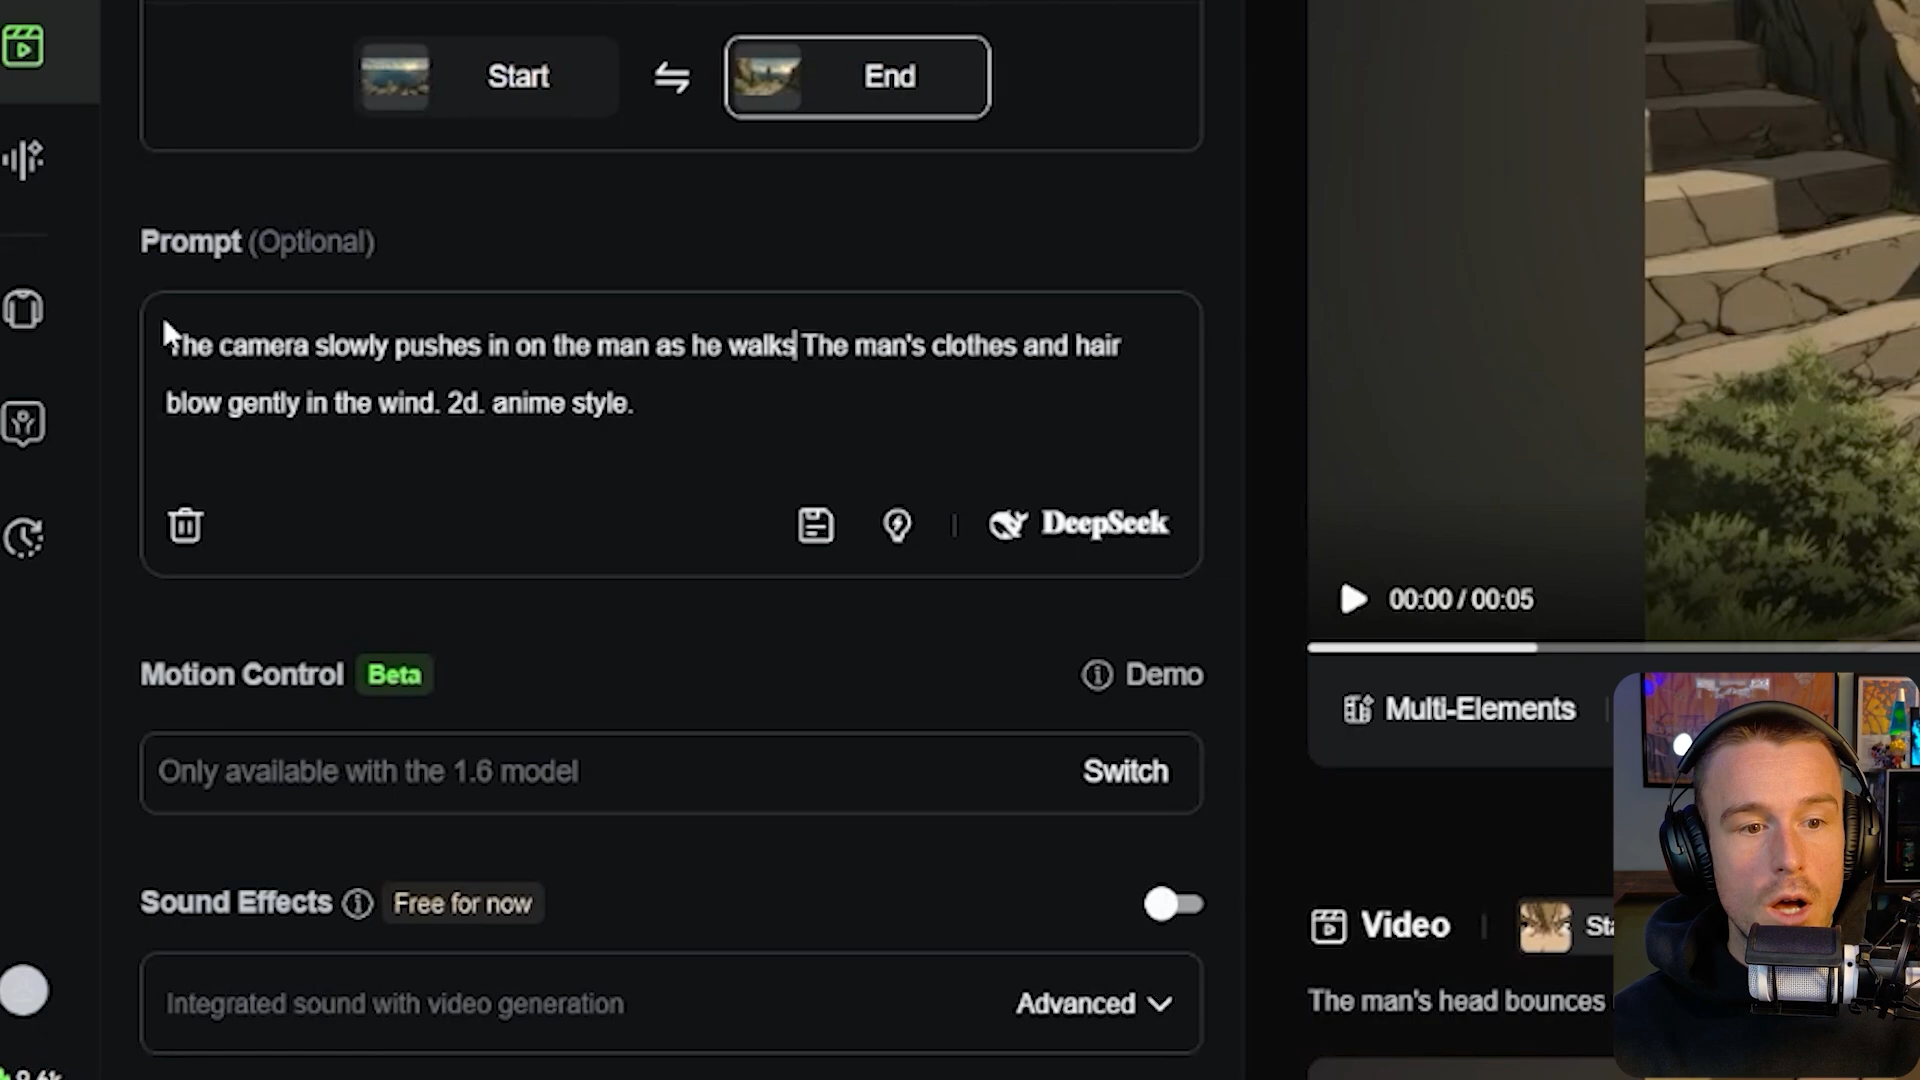 Start
End
Prompt (Optional)
The camera slowly pushes in on the man as he walks The man's clothes and hair
blow gently in the wind. 2d. anime style.
DeepSeek
00:00 / 00:05
Motion Control Beta
Demo
Multi-Elements
Only available with the 1.6 model
Switch
Sound Effects Free for now
Video
Sta
The man's head bounces
Integrated sound with video generation
Advanced